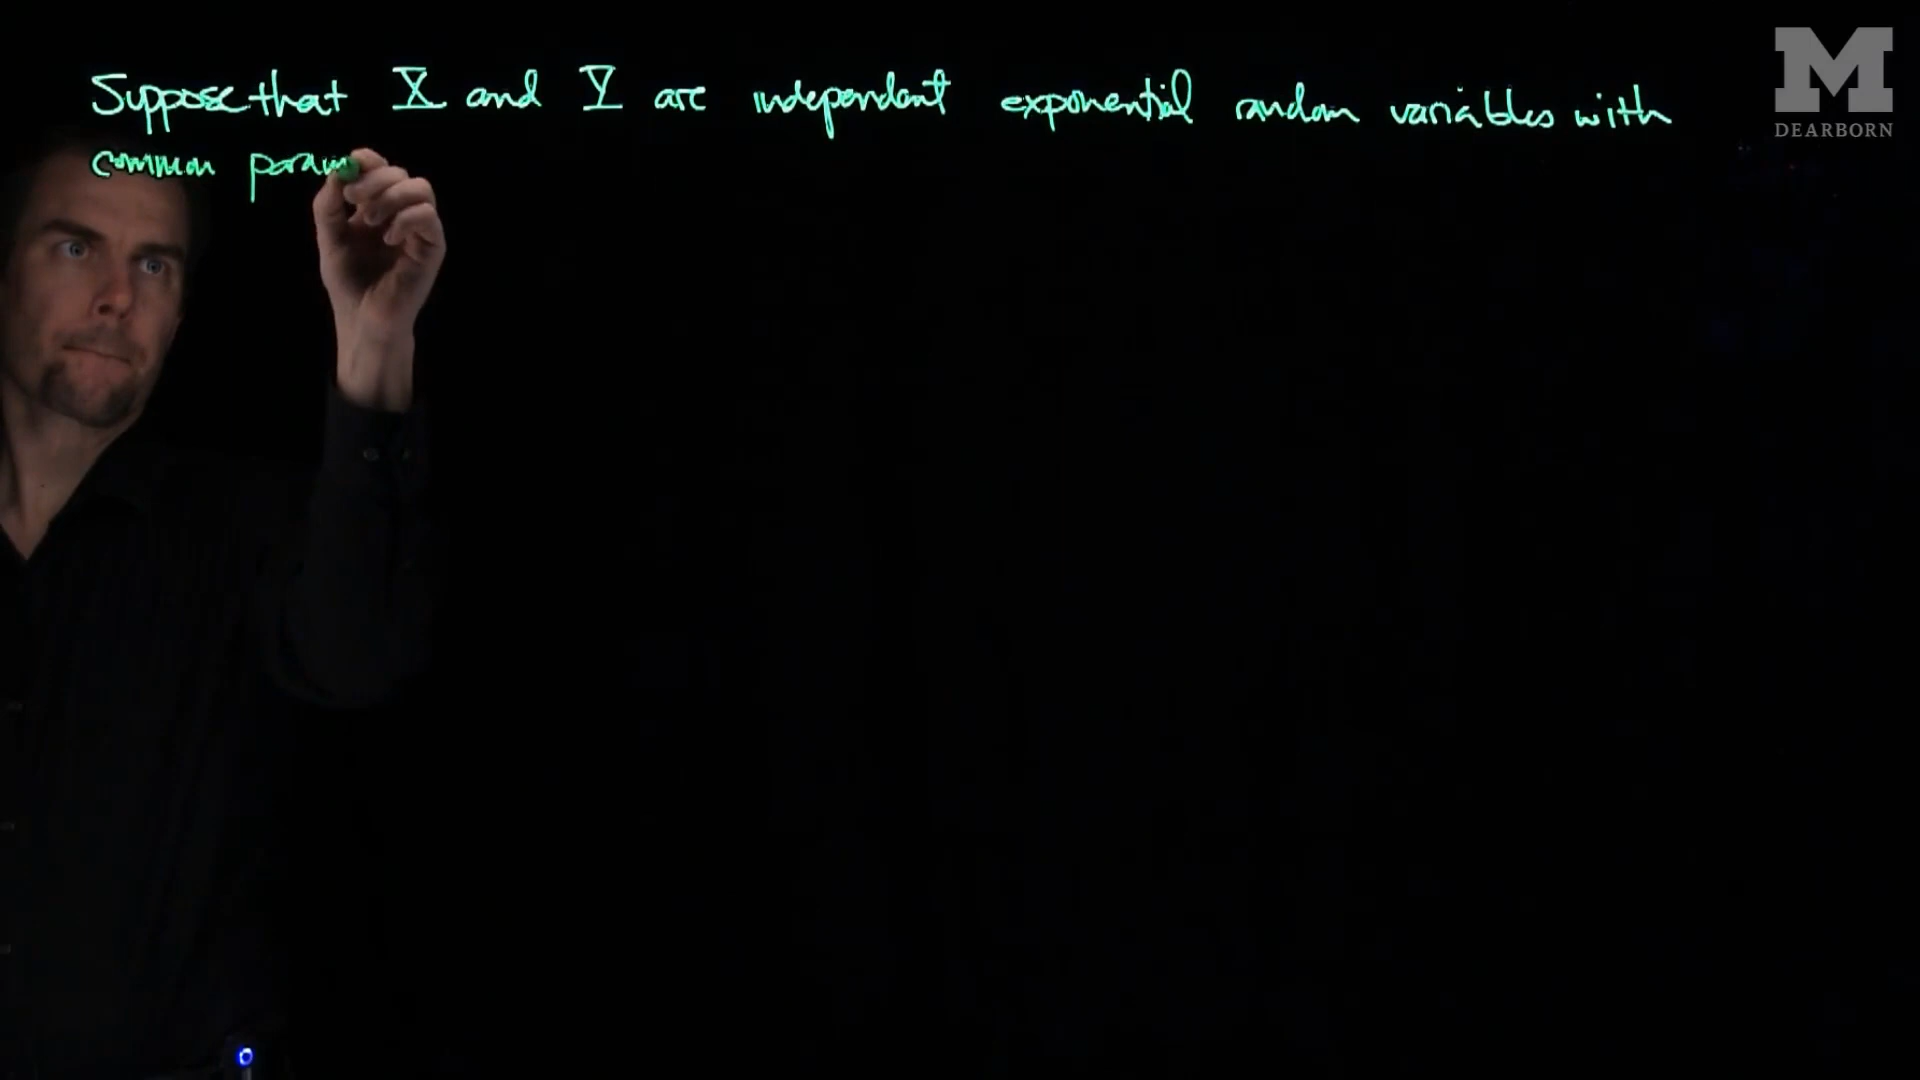 Suppose that X and Y are independent exponential random variables with
common param
M
DEARBORN